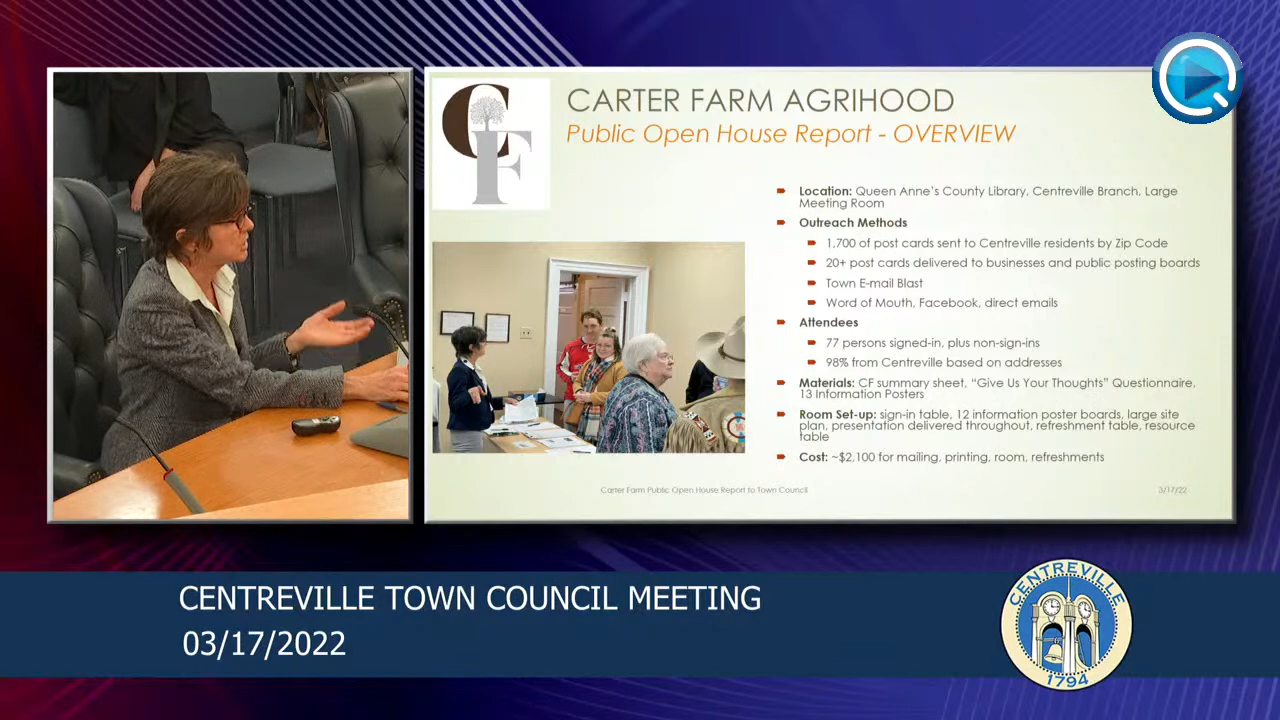 CF
CARTER FARM AGRIHOOD
Public Open House Report - OVERVIEW
Location: Queen Anne's County Library, Centreville Branch, Large
Meeting Room
Outreach Methods
1,700 of post cards sent to Centreville residents by Zip Code
20+ post cards delivered to businesses and public posting boards
Town E-mail Blast
Word of Mouth, Facebook, direct emails
Attendees
77 persons signed-in, plus non-sign-ins
98% from Centreville based on addresses
Materials: CF summary sheet, "Give Us Your Thoughts" Questionnaire,
13 Information Posters
Room Set-up: sign-in table, 12 information poster boards, large site
plan, presentation delivered throughout, refreshment table, resource
table
Cost: ~$2,100 for mailing, printing, room, refreshments
Carter Farm Public Open House Report to Town Council
3/17/22
CENTREVILLE TOWN COUNCIL MEETING
03/17/2022
CENTREVILLE
1794